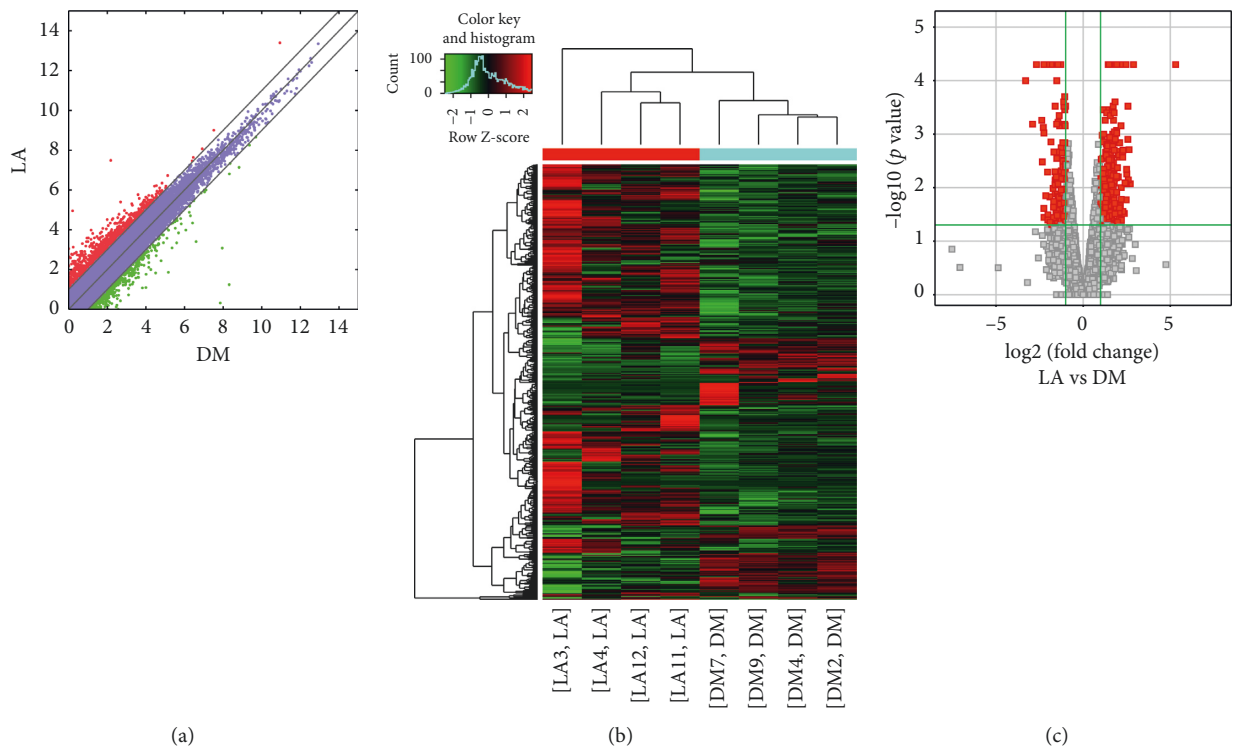 LA
15
14
12
10
8
6
4
2
0
0
2
4
6
8
10
12
14
DM
(a)
Color key
and histogram
Count
100
0
−2
−1
0
1
2
Row Z-score
[LA3, LA]
[LA4, LA]
[LA12, LA]
[LA11, LA]
[DM7, DM]
[DM9, DM]
[DM4, DM]
[DM2, DM]
(b)
−log10 (p value)
5
4
3
2
1
0
−5
0
5
log2 (fold change)
LA vs DM
(c)